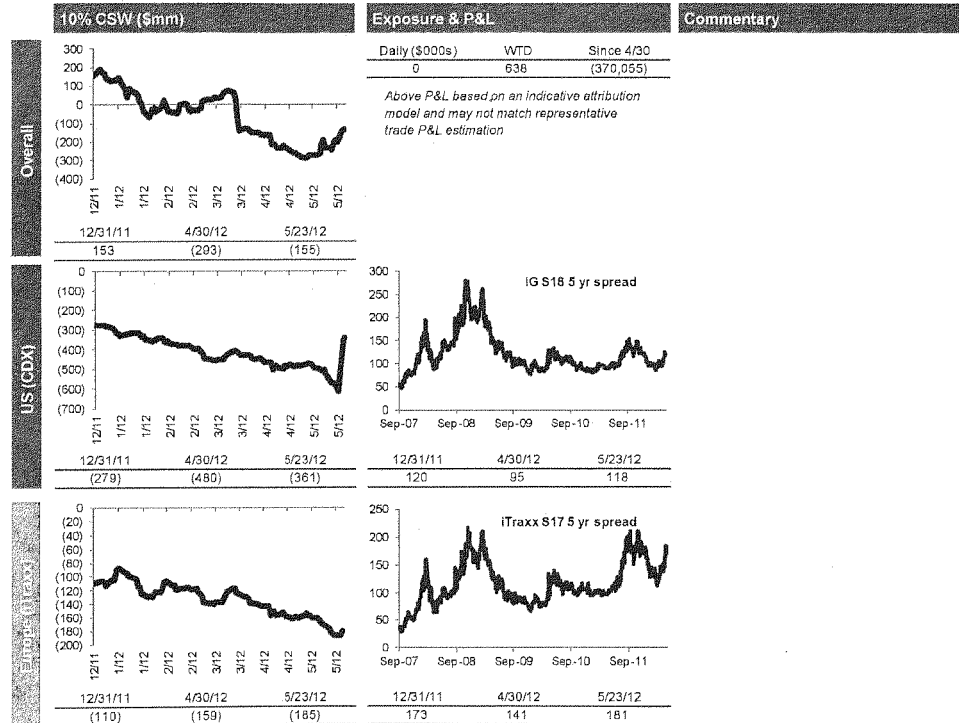 10% CSW ($mm)
Exposure & P&L
Commentary
Overall
300
200
100
0
(100)
(200)
(300)
(400)
12/11
1/12
1/12
2/12
2/12
3/12
3/12
4/12
4/12
5/12
5/12
12/31/11 4/30/12 5/23/12
153 (293) (155)
Daily ($000s) WTD Since 4/30
0 638 (370,055)
Above P&L based on an indicative attribution
model and may not match representative
trade P&L estimation
US (CDX)
0
(100)
(200)
(300)
(400)
(500)
(600)
(700)
12/11
1/12
1/12
2/12
2/12
3/12
3/12
4/12
4/12
5/12
5/12
12/31/11 4/30/12 5/23/12
(279) (480) (361)
IG S18 5 yr spread
300
250
200
150
100
50
0
Sep-07 Sep-08 Sep-09 Sep-10 Sep-11
12/31/11 4/30/12 5/23/12
120 95 118
Europe (iTraxx)
0
(20)
(40)
(60)
(80)
(100)
(120)
(140)
(160)
(180)
(200)
12/11
1/12
1/12
2/12
2/12
3/12
3/12
4/12
4/12
5/12
5/12
12/31/11 4/30/12 5/23/12
(110) (159) (185)
iTraxx S17 5 yr spread
250
200
150
100
50
0
Sep-07 Sep-08 Sep-09 Sep-10 Sep-11
12/31/11 4/30/12 5/23/12
173 141 181